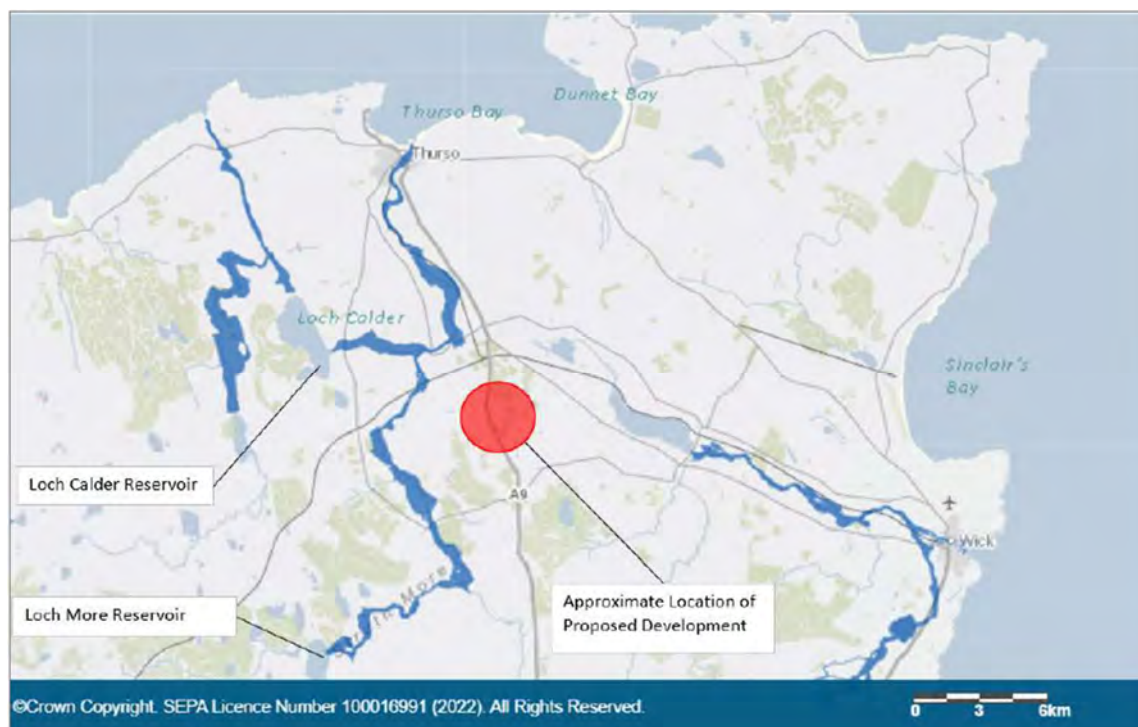 Dunnet Bay
Thurso Bay
Thurso
Loch Calder
Sinclair's
Bay
Loch Calder Reservoir
A9
Wick
Loch More Reservoir
Approximate Location of
Proposed Development
©Crown Copyright. SEPA Licence Number 100016991 (2022). All Rights Reserved.
0 3 6km